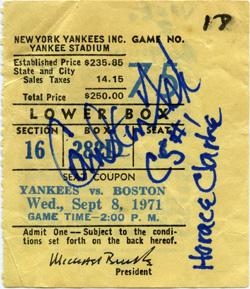 18
NEW YORK YANKEES INC. GAME NO.
YANKEE STADIUM
Established Price $235.85
State and City
Sales Taxes 14.15
Total Price $250.00
LOWER BOX
SECTION BOX
16
SEAT COUPON
YANKEES vs. BOSTON
Wed., Sept 8, 1971
GAME TIME-2:00 P. M.
Admit One — Subject to the condi-
tions set forth on the back hereof.
President
Horace Clarke